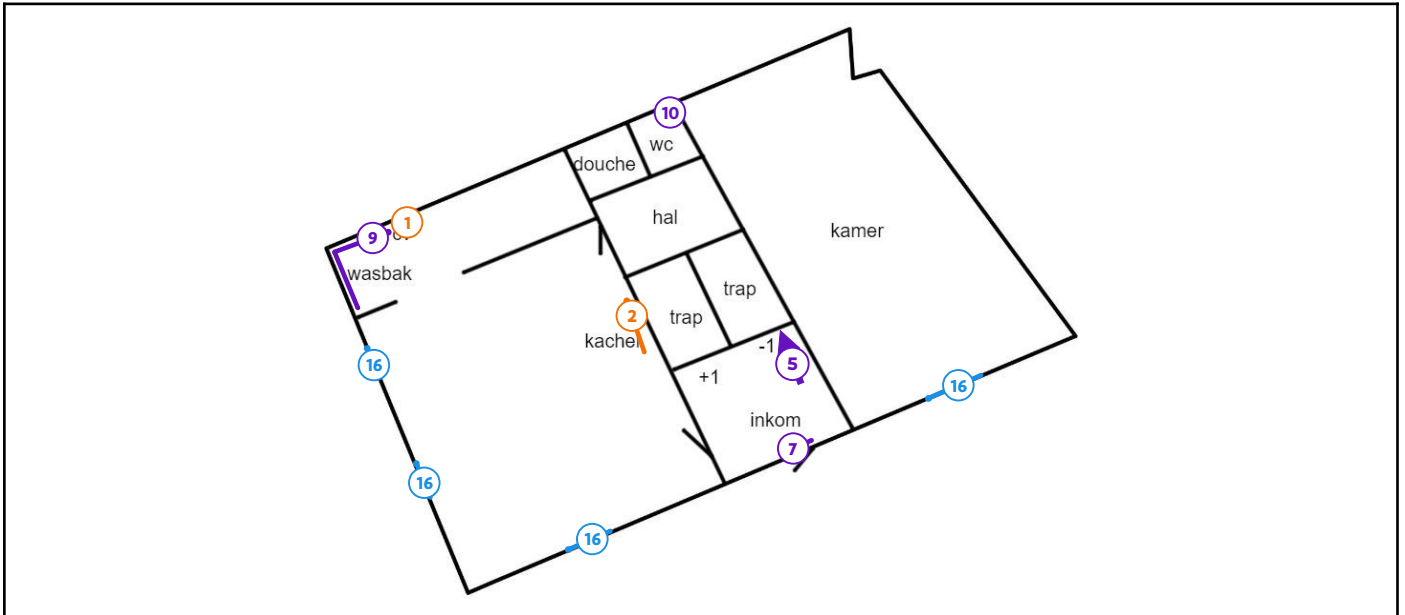 10
wc
douche
hal
1
9
wasbak
kamer
trap
trap
2
kachel
-1
5
+1
16
16
inkom
7
16
16